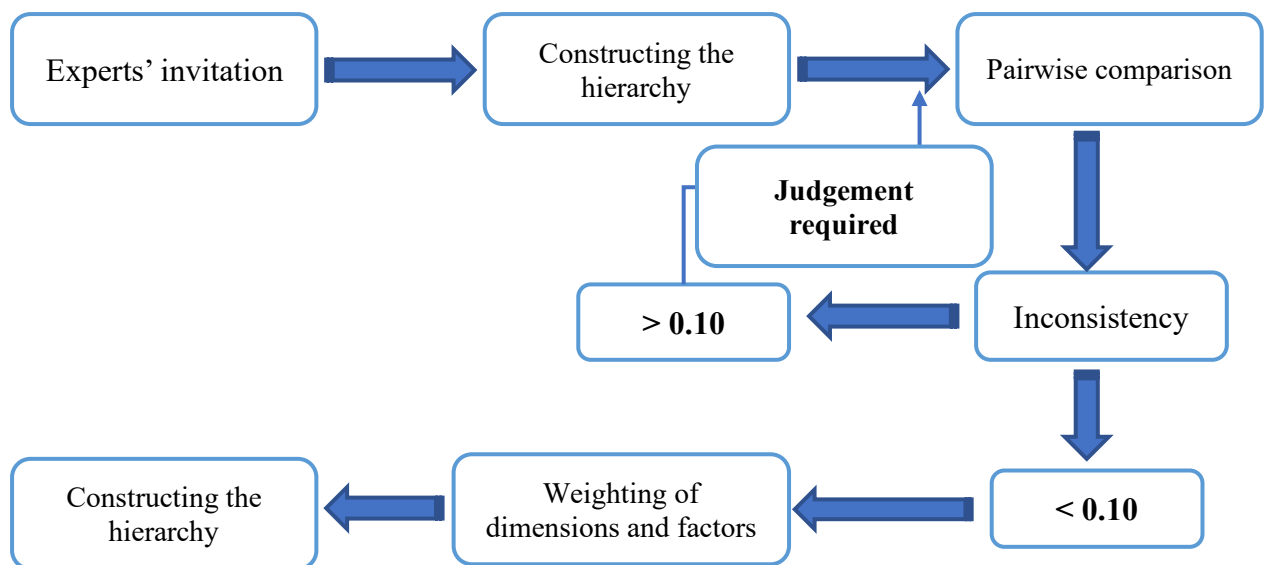 Experts’ invitation
Constructing the
hierarchy
Pairwise comparison
Judgement
required
> 0.10
Inconsistency
Constructing the
hierarchy
Weighting of
dimensions and factors
< 0.10